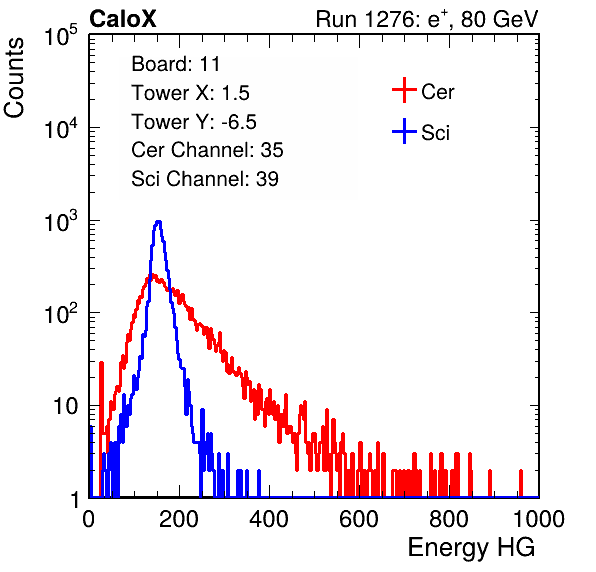 CaloX Run 1276: e⁺, 80 GeV
Counts
Board: 11
Tower X: 1.5
Tower Y: -6.5
Cer Channel: 35
Sci Channel: 39
Cer
Sci
10⁵
10⁴
10³
10²
10
1
0 200 400 600 800 1000
Energy HG